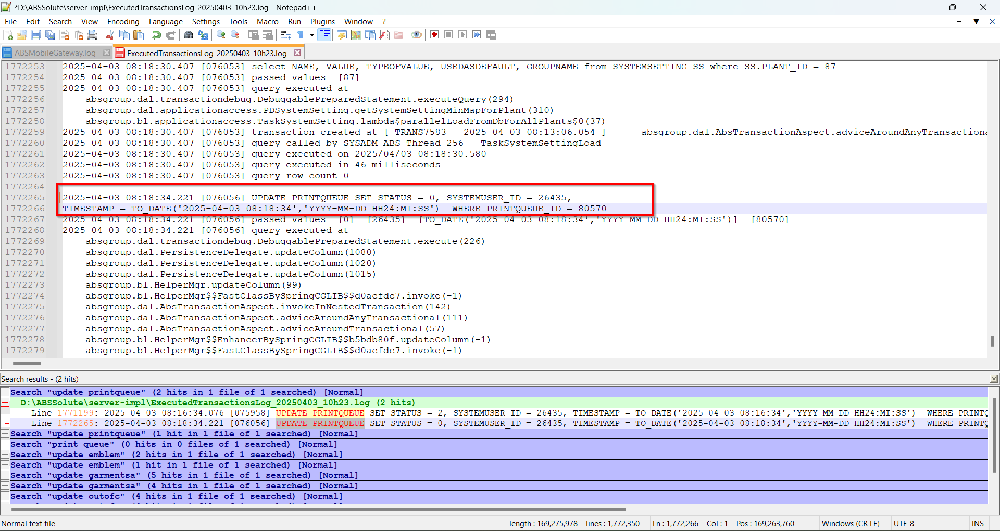 *D:\ABSSolute\server-impl\ExecutedTransactionsLog_20250403_10h23.log - Notepad++
File Edit Search View Encoding Language Settings Tools Macro Run Plugins Window ?
ABSMobileGateway.log ExecutedTransactionsLog_20250403_10h23.log
1772253 2025-04-03 08:18:30.407 [076053] select NAME, VALUE, TYPEOFVALUE, USEDASDEFAULT, GROUPNAME from SYSTEMSETTING SS where SS.PLANT_ID = 87
1772254 2025-04-03 08:18:30.407 [076053] passed values [87]
1772255 2025-04-03 08:18:30.407 [076053] query executed at
1772256 absgroup.dal.transactiondebug.DebuggablePreparedStatement.executeQuery(294)
1772257 absgroup.dal.applicationaccess.PDSystemSetting.getSystemSettingMinMapForPlant(310)
1772258 absgroup.bl.applicationaccess.TaskSystemSetting.lambda$parallelLoadFromDbForAllPlants$0(37)
1772259 2025-04-03 08:18:30.407 [076053] transaction created at [ TRANS7583 - 2025-04-03 08:13:06.054 ] absgroup.dal.AbsTransactionAspect.adviceAroundAnyTransactiona
1772260 2025-04-03 08:18:30.407 [076053] query called by SYSADM ABS-Thread-256 - TaskSystemSettingLoad
1772261 2025-04-03 08:18:30.407 [076053] query executed on 2025/04/03 08:18:30.580
1772262 2025-04-03 08:18:30.407 [076053] query executed in 46 milliseconds
1772263 2025-04-03 08:18:30.407 [076053] query row count 0
1772264
1772265 2025-04-03 08:18:34.221 [076056] UPDATE PRINTQUEUE SET STATUS = 0, SYSTEMUSER_ID = 26435,
1772266 TIMESTAMP = TO_DATE('2025-04-03 08:18:34','YYYY-MM-DD HH24:MI:SS') WHERE PRINTQUEUE_ID = 80570
1772267 2025-04-03 08:18:34.221 [076056] passed values [0] [26435] [TO_DATE('2025-04-03 08:18:34','YYYY-MM-DD HH24:MI:SS')] [80570]
1772268 2025-04-03 08:18:34.221 [076056] query executed at
1772269 absgroup.dal.transactiondebug.DebuggablePreparedStatement.execute(226)
1772270 absgroup.dal.PersistenceDelegate.updateColumn(1080)
1772271 absgroup.dal.PersistenceDelegate.updateColumn(1020)
1772272 absgroup.dal.PersistenceDelegate.updateColumn(1015)
1772273 absgroup.bl.HelperMgr.updateColumn(99)
1772274 absgroup.bl.HelperMgr$$FastClassBySpringCGLIB$$d0acfdc7.invoke(-1)
1772275 absgroup.dal.AbsTransactionAspect.invokeInNestedTransaction(142)
1772276 absgroup.dal.AbsTransactionAspect.adviceAroundAnyTransactional(111)
1772277 absgroup.dal.AbsTransactionAspect.adviceAroundTransactional(57)
1772278 absgroup.bl.HelperMgr$$EnhancerBySpringCGLIB$$b5bdb80f.updateColumn(-1)
1772279 absgroup.bl.HelperMgr$$FastClassBySpringCGLIB$$d0acfdc7.invoke(-1)
Search results - (2 hits)
Search "update printqueue" (2 hits in 1 file of 1 searched) [Normal]
D:\ABSSolute\server-impl\ExecutedTransactionsLog_20250403_10h23.log (2 hits)
Line 1771199: 2025-04-03 08:16:34.076 [075958] UPDATE PRINTQUEUE SET STATUS = 2, SYSTEMUSER_ID = 26435, TIMESTAMP = TO_DATE('2025-04-03 08:16:34','YYYY-MM-DD HH24:MI:SS') WHERE PRINTQ
Line 1772265: 2025-04-03 08:18:34.221 [076056] UPDATE PRINTQUEUE SET STATUS = 0, SYSTEMUSER_ID = 26435, TIMESTAMP = TO_DATE('2025-04-03 08:18:34','YYYY-MM-DD HH24:MI:SS') WHERE PRINTQ
Search "update printqueue" (1 hit in 1 file of 1 searched) [Normal]
Search "print queue" (0 hits in 0 files of 1 searched) [Normal]
Search "update emblem" (2 hits in 1 file of 1 searched) [Normal]
Search "update emblem" (1 hit in 1 file of 1 searched) [Normal]
Search "update garmentsa" (5 hits in 1 file of 1 searched) [Normal]
Search "update garmentsa" (4 hits in 1 file of 1 searched) [Normal]
Search "update outofc" (4 hits in 1 file of 1 searched) [Normal]
Normal text file length : 169,275,978 lines : 1,772,350 Ln : 1,772,266 Col : 1 Pos : 169,263,760 Windows (CR LF) UTF-8 INS